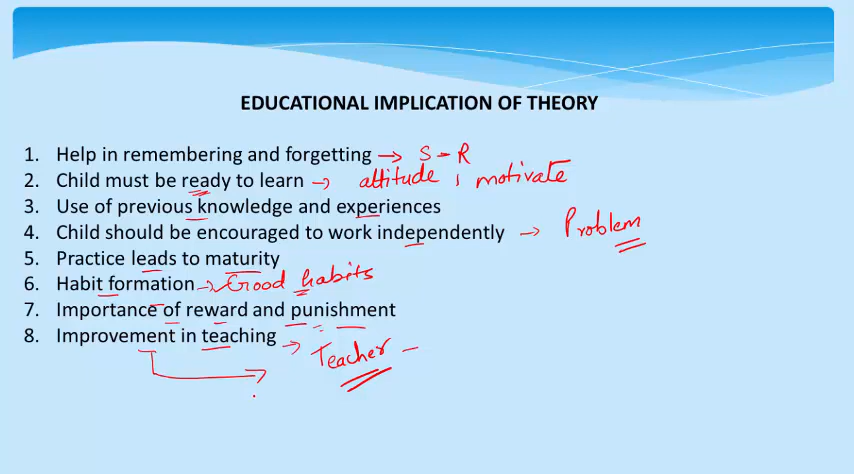 EDUCATIONAL IMPLICATION OF THEORY
1. Help in remembering and forgetting → S - R
2. Child must be ready to learn → attitude, motivate
3. Use of previous knowledge and experiences
4. Child should be encouraged to work independently → Problem
5. Practice leads to maturity
6. Habit formation → Good habits
7. Importance of reward and punishment
8. Improvement in teaching → Teacher -